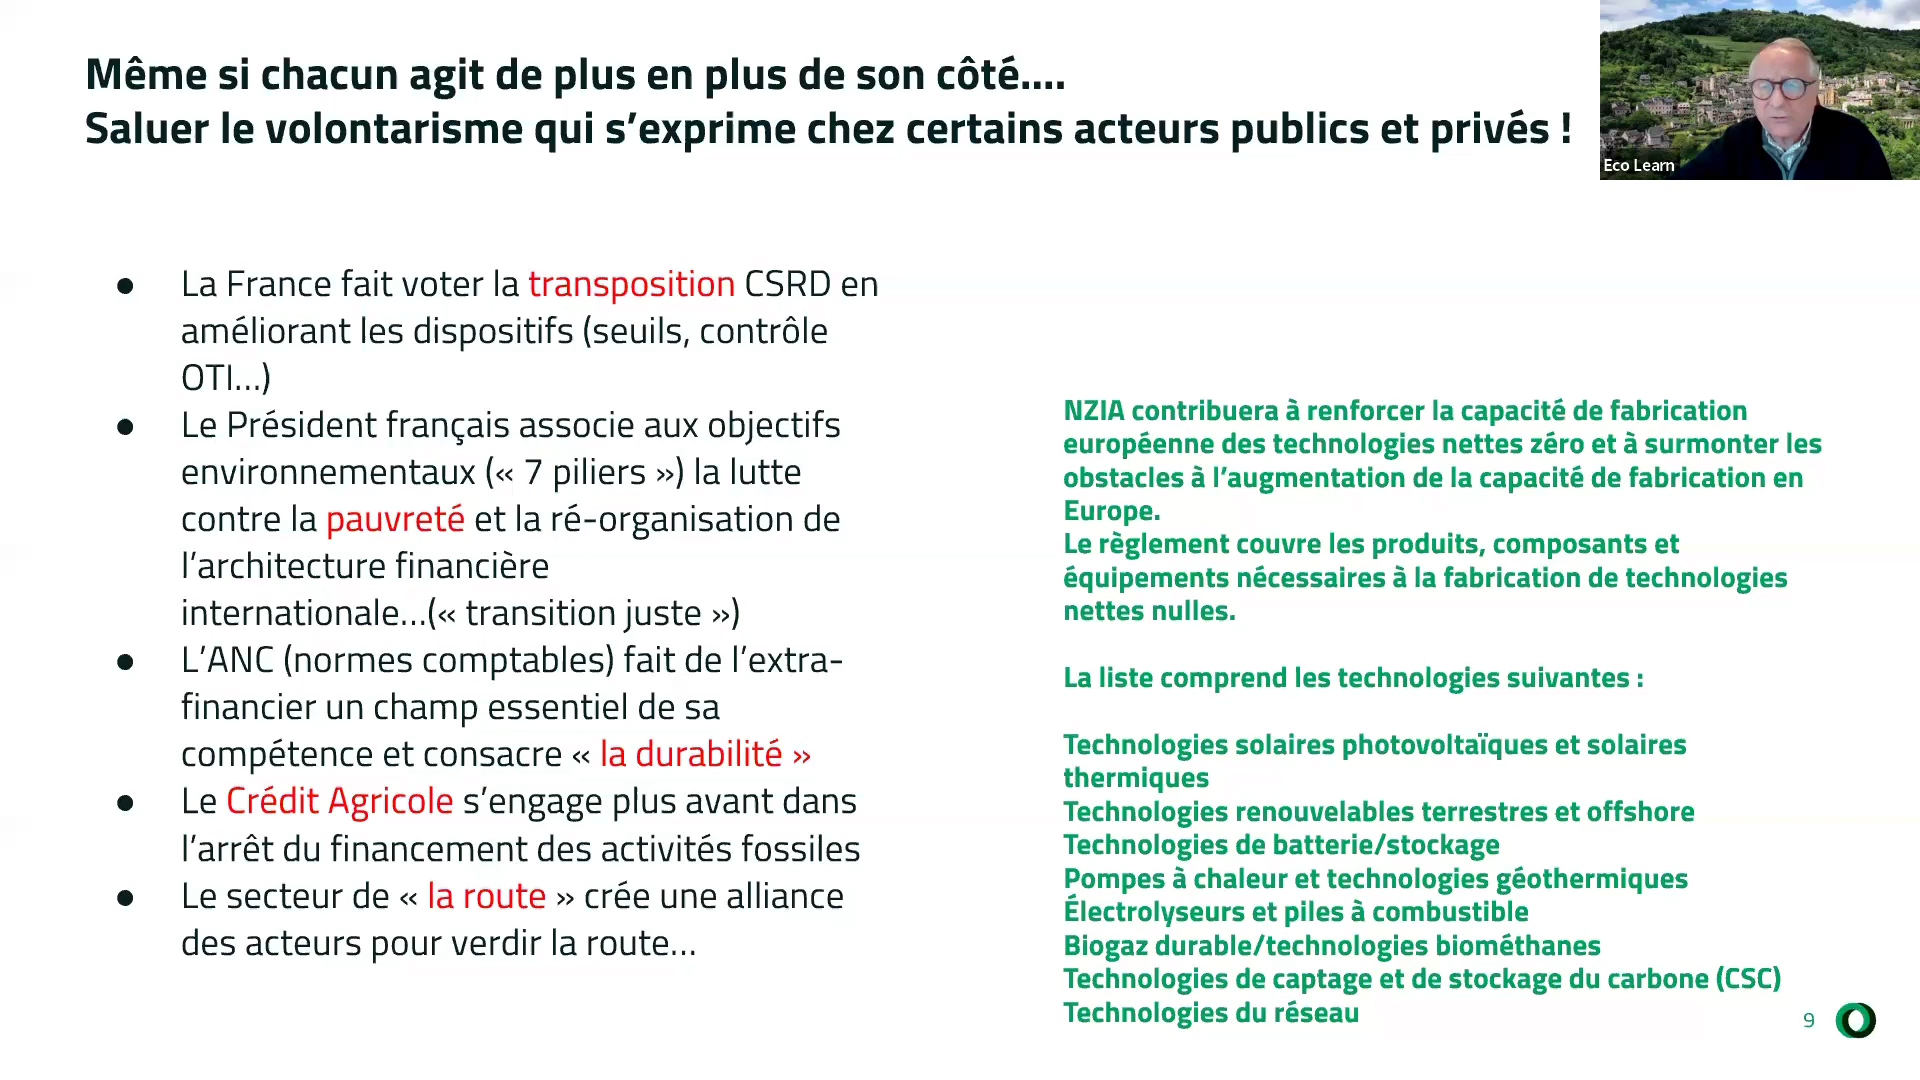 Même si chacun agit de plus en plus de son côté....
Saluer le volontarisme qui s’exprime chez certains acteurs publics et privés !
Eco Learn
● La France fait voter la transposition CSRD en
améliorant les dispositifs (seuils, contrôle
OTI...)
● Le Président français associe aux objectifs
environnementaux (« 7 piliers ») la lutte
contre la pauvreté et la ré-organisation de
l’architecture financière
internationale...(« transition juste »)
● L’ANC (normes comptables) fait de l’extra-
financier un champ essentiel de sa
compétence et consacre « la durabilité »
● Le Crédit Agricole s’engage plus avant dans
l’arrêt du financement des activités fossiles
● Le secteur de « la route » crée une alliance
des acteurs pour verdir la route...
NZIA contribuera à renforcer la capacité de fabrication
européenne des technologies nettes zéro et à surmonter les
obstacles à l’augmentation de la capacité de fabrication en
Europe.
Le règlement couvre les produits, composants et
équipements nécessaires à la fabrication de technologies
nettes nulles.
La liste comprend les technologies suivantes :
Technologies solaires photovoltaïques et solaires
thermiques
Technologies renouvelables terrestres et offshore
Technologies de batterie/stockage
Pompes à chaleur et technologies géothermiques
Électrolyseurs et piles à combustible
Biogaz durable/technologies biométhanes
Technologies de captage et de stockage du carbone (CSC)
Technologies du réseau
9